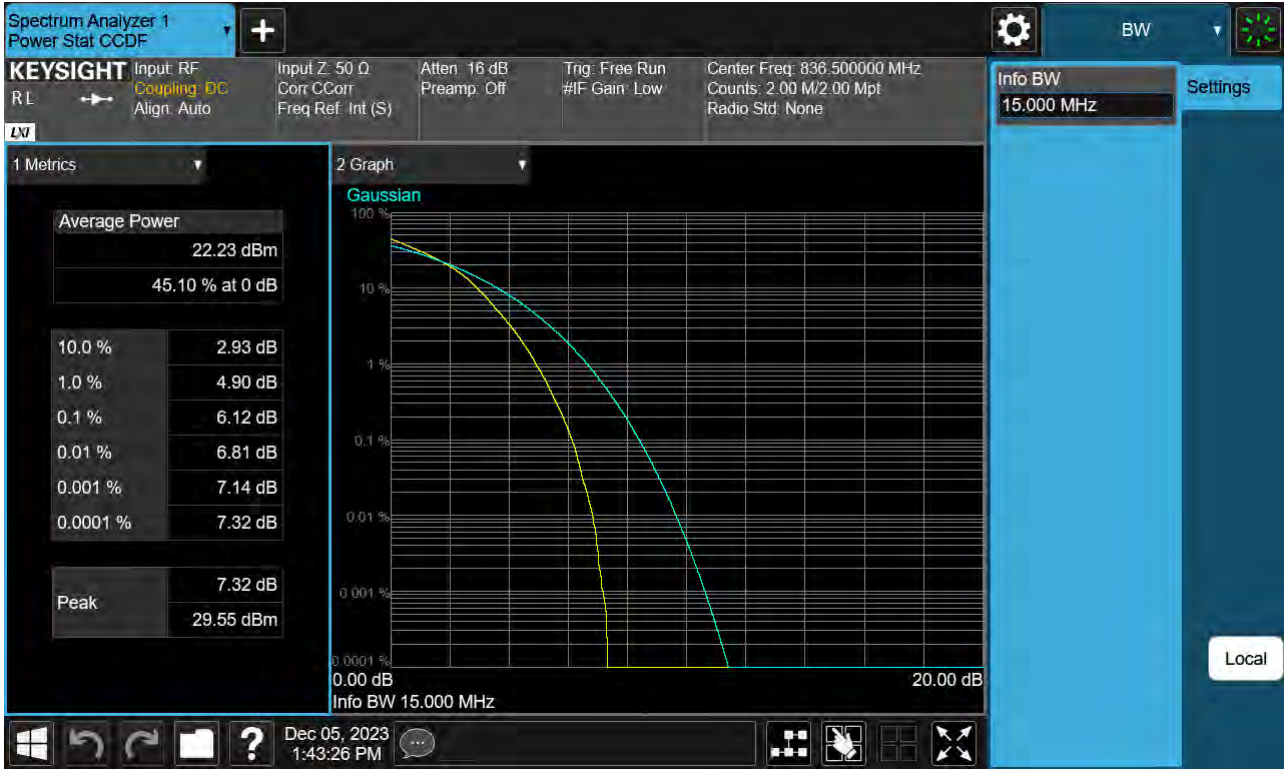 Spectrum Analyzer 1
Power Stat CCDF
BW
KEYSIGHT
R L
LXI
Input: RF
Coupling: DC
Align: Auto
Input Z: 50 Ω
Corr CCorr
Freq Ref: Int (S)
Atten: 16 dB
Preamp: Off
Trig: Free Run
#IF Gain: Low
Center Freq: 836.500000 MHz
Counts: 2.00 M/2.00 Mpt
Radio Std: None
Info BW
15.000 MHz
Settings
1 Metrics
Average Power
22.23 dBm
45.10 % at 0 dB
10.0 % 2.93 dB
1.0 % 4.90 dB
0.1 % 6.12 dB
0.01 % 6.81 dB
0.001 % 7.14 dB
0.0001 % 7.32 dB
Peak
7.32 dB
29.55 dBm
2 Graph
Gaussian
100 %
10 %
1 %
0.1 %
0.01 %
0.001 %
0.0001 %
0.00 dB 20.00 dB
Info BW 15.000 MHz
Local
?
Dec 05, 2023
1:43:26 PM